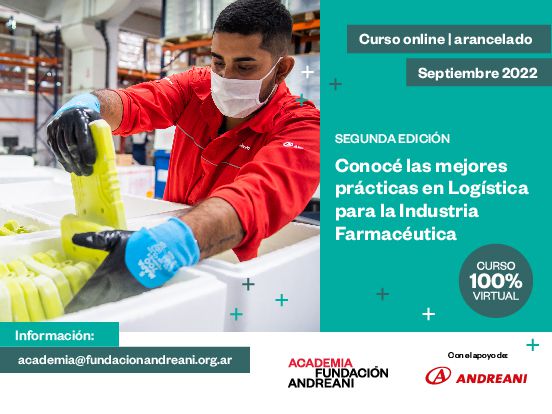 Curso online | arancelado
Septiembre 2022
SEGUNDA EDICIÓN
Conocé las mejores
prácticas en Logística
para la Industria
Farmacéutica
CURSO
100%
VIRTUAL
Información:
academia@fundacionandreani.org.ar
ACADEMIA
FUNDACIÓN
ANDREANI
Con el apoyo de:
ANDREANI